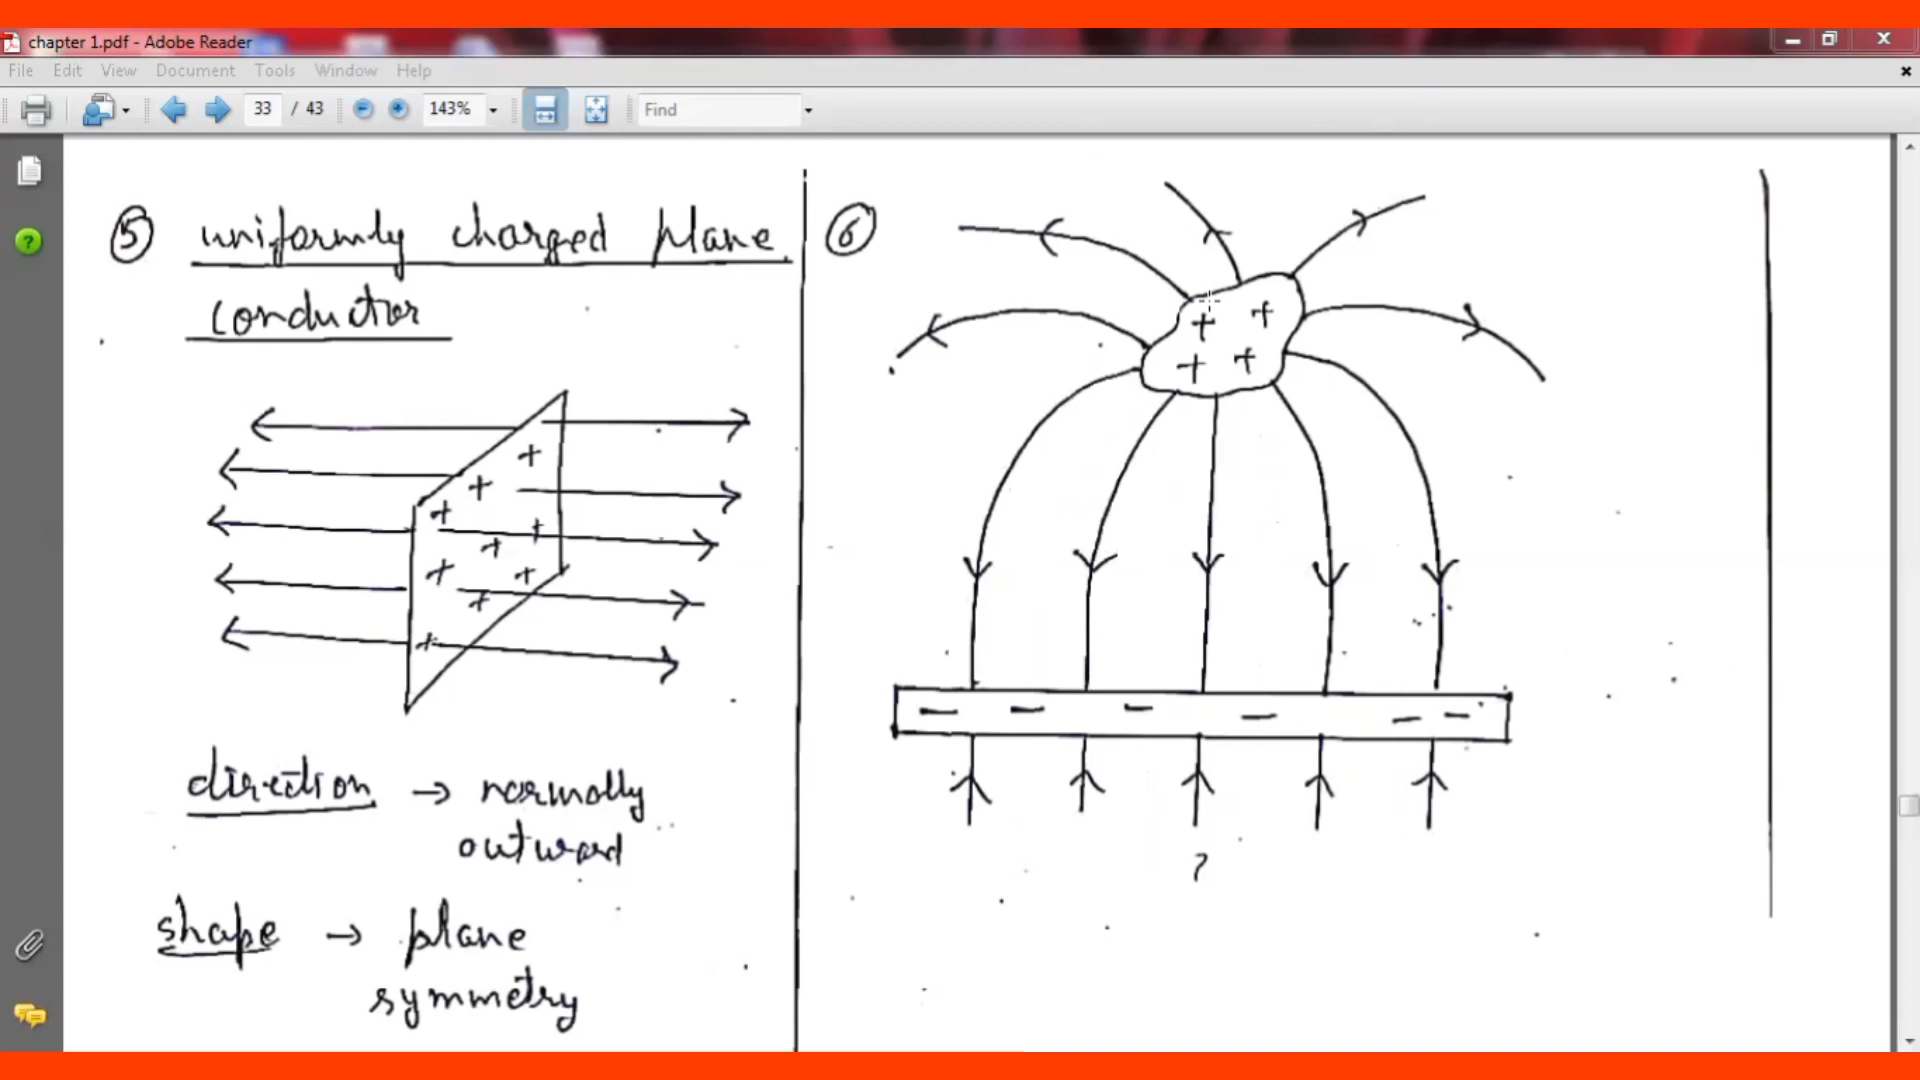 chapter 1.pdf - Adobe Reader
File Edit View Document Tools Window Help
33 / 43 143% Find
5 uniformly charged plane
conductor
direction → normally
outward
shape → plane
symmetry
6
?